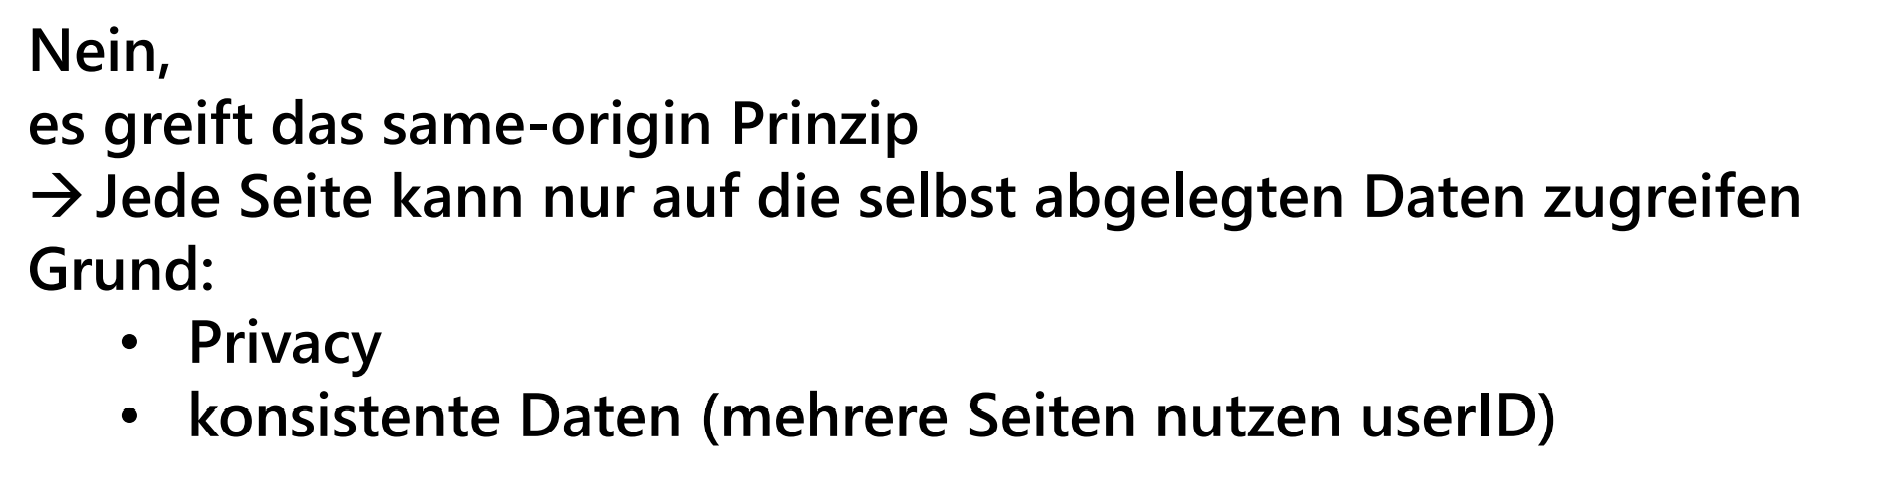 Nein,
es greift das same-origin Prinzip
→ Jede Seite kann nur auf die selbst abgelegten Daten zugreifen
Grund:
• Privacy
• konsistente Daten (mehrere Seiten nutzen userID)